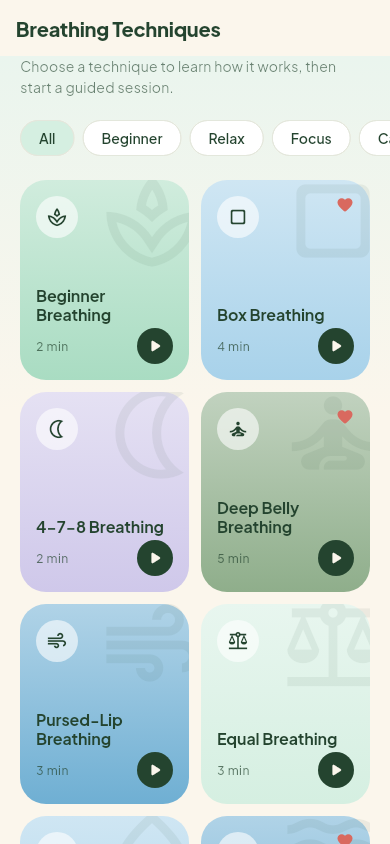 Breathing Techniques
Choose a technique to learn how it works, then
start a guided session.
All
Beginner
Relax
Focus
Beginner
Breathing
2 min
Box Breathing
4 min
4-7-8 Breathing
2 min
Deep Belly
Breathing
5 min
Pursed-Lip
Breathing
3 min
Equal Breathing
3 min